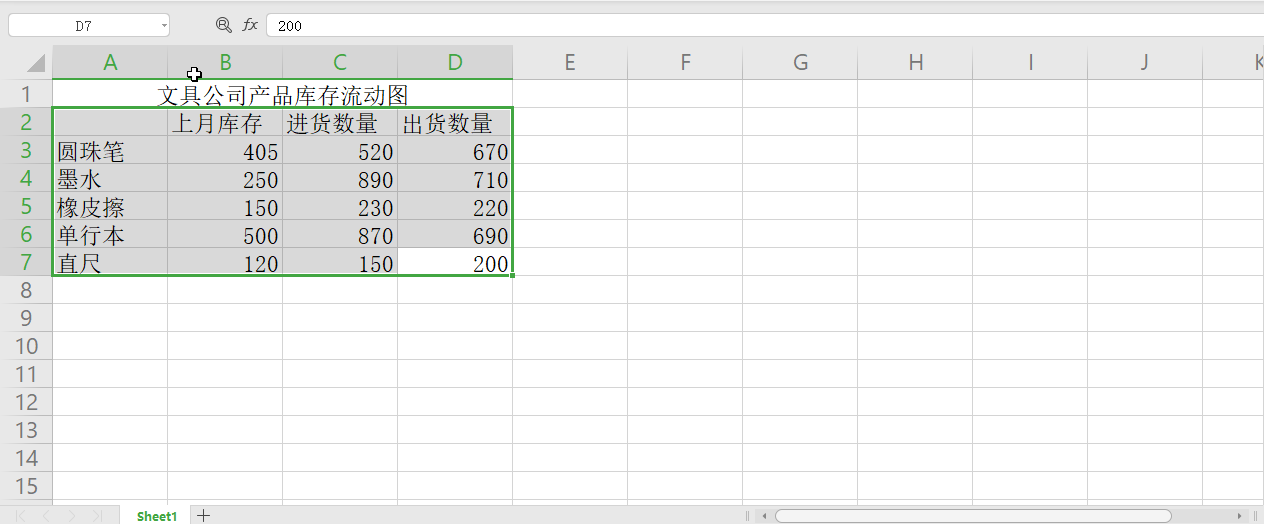 D7 fx 200
A B C D E F G H I J K
1 文具公司产品库存流动图
2 上月库存 进货数量 出货数量
3 圆珠笔 405 520 670
4 墨水 250 890 710
5 橡皮擦 150 230 220
6 单行本 500 870 690
7 直尺 120 150 200
8
9
10
11
12
13
14
15
Sheet1